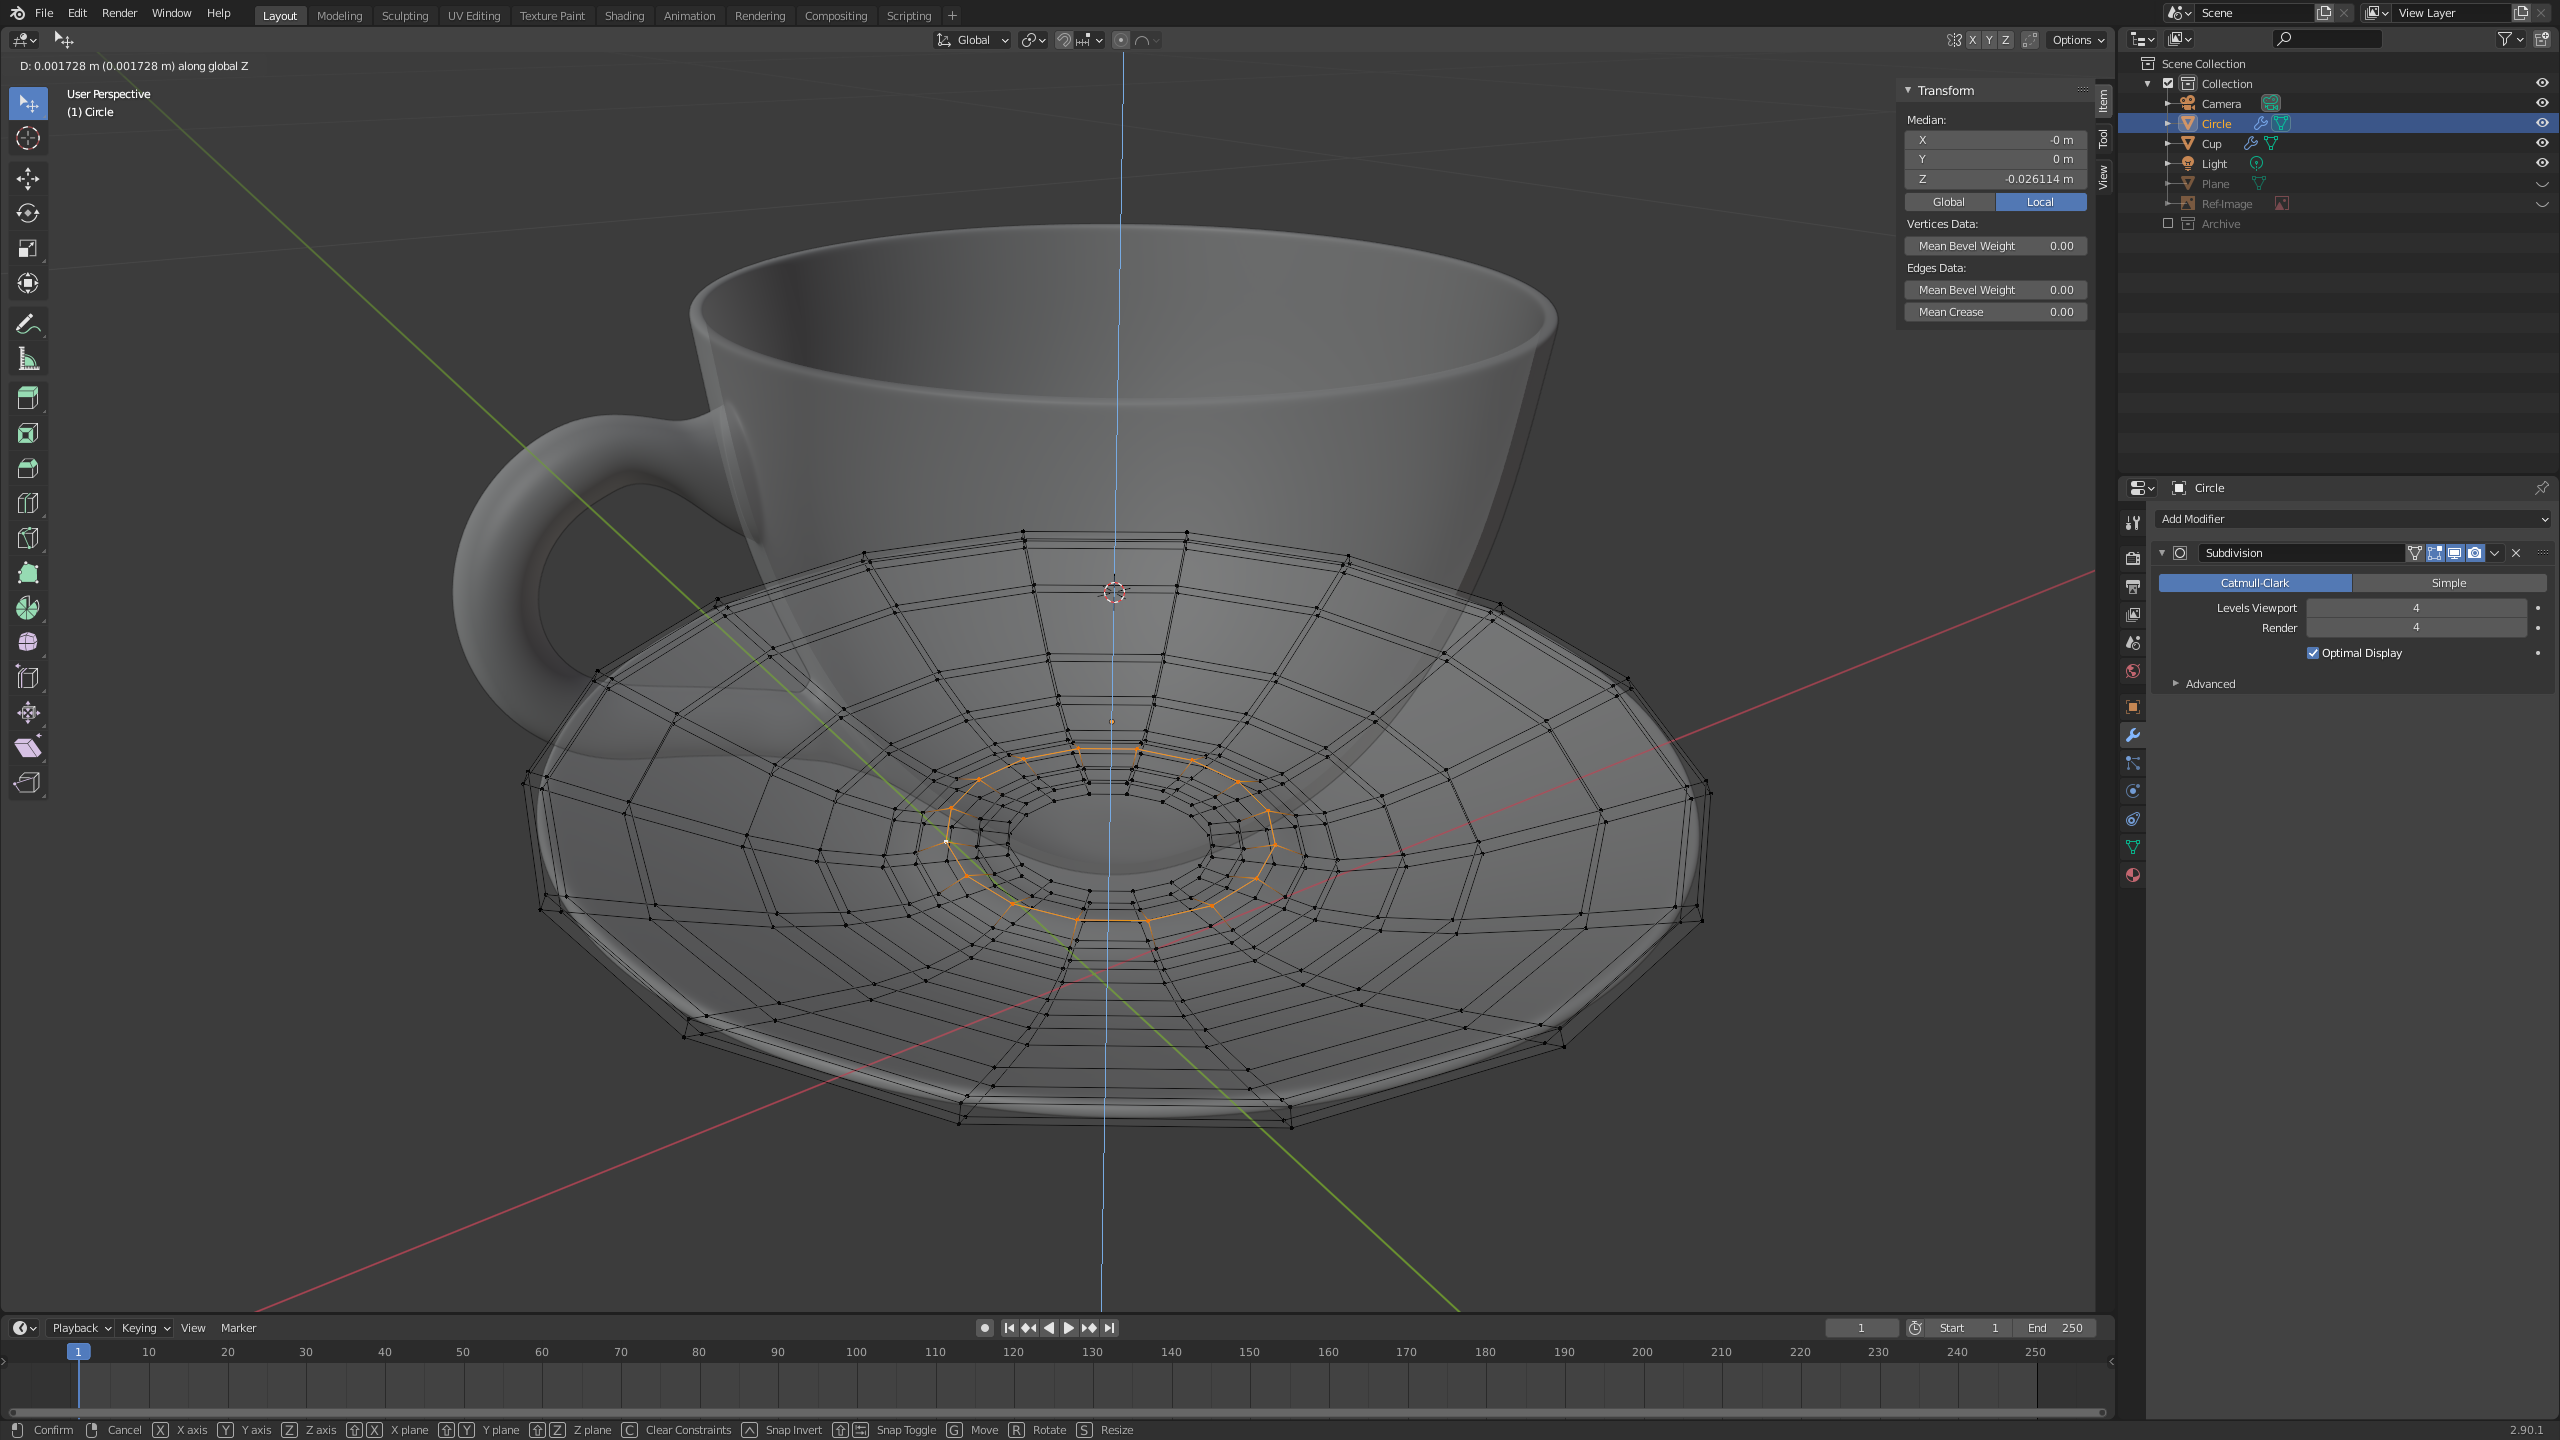 File Edit Render Window Help Layout Modeling Sculpting UV Editing Texture Paint Shading Animation Rendering Compositing Scripting + Scene View Layer
Global X Y Z Options
D: 0.001728 m (0.001728 m) along global Z
User Perspective
(1) Circle
Transform
Median:
X -0 m
Y 0 m
Z -0.026114 m
Global Local
Vertices Data:
Mean Bevel Weight 0.00
Edges Data:
Mean Bevel Weight 0.00
Mean Crease 0.00
Item
Tool
View
Scene Collection
Collection
Camera
Circle
Cup
Light
Plane
Ref-Image
Archive
Circle
Add Modifier
Subdivision
Catmull-Clark Simple
Levels Viewport 4
Render 4
Optimal Display
Advanced
Playback Keying View Marker 1 Start 1 End 250
1 10 20 30 40 50 60 70 80 90 100 110 120 130 140 150 160 170 180 190 200 210 220 230 240 250
Confirm Cancel X X axis Y Y axis Z Z axis X X plane Y Y plane Z Z plane C Clear Constraints Snap Invert Snap Toggle G Move R Rotate S Resize 2.90.1